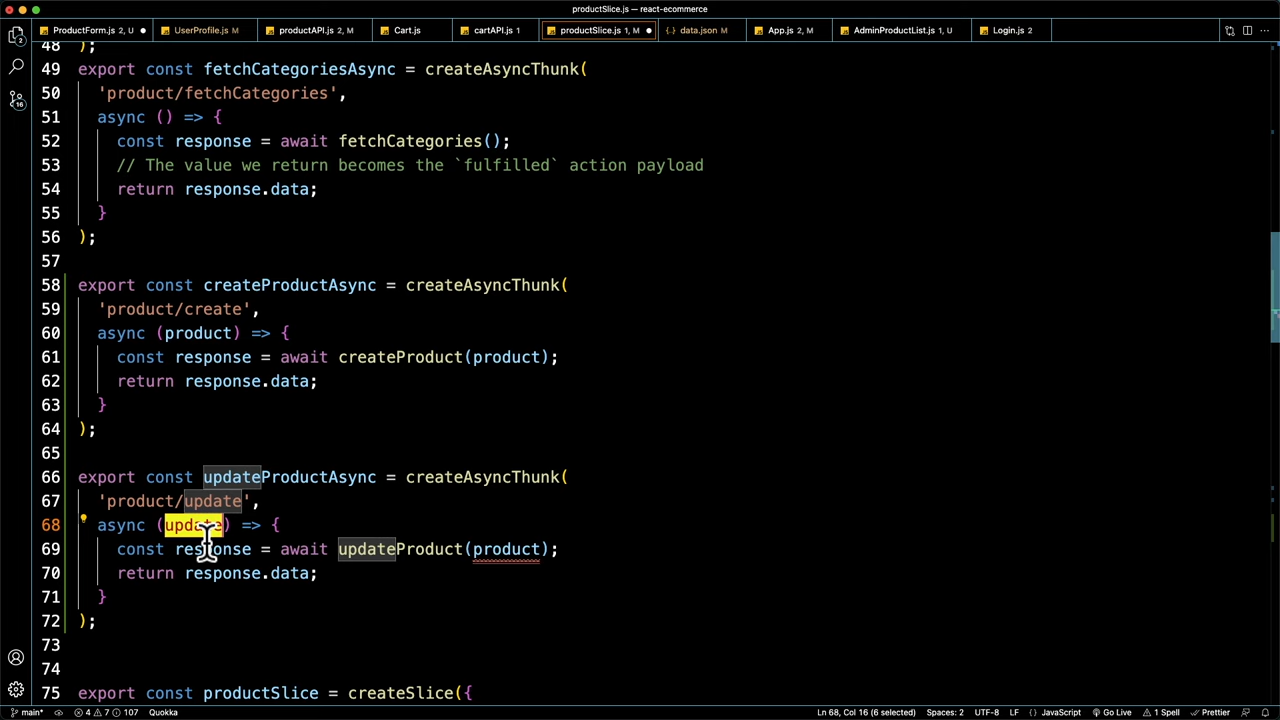 productSlice.js — react-ecommerce
ProductForm.js 2, U UserProfile.js M productAPI.js 2, M Cart.js cartAPI.js 1 productSlice.js 1, M data.json M App.js 2, M AdminProductList.js 1, U Login.js 2
48 );
49 export const fetchCategoriesAsync = createAsyncThunk(
50 'product/fetchCategories',
51 async () => {
52 const response = await fetchCategories();
53 // The value we return becomes the `fulfilled` action payload
54 return response.data;
55 }
56 );
57
58 export const createProductAsync = createAsyncThunk(
59 'product/create',
60 async (product) => {
61 const response = await createProduct(product);
62 return response.data;
63 }
64 );
65
66 export const updateProductAsync = createAsyncThunk(
67 'product/update',
68 async (update) => {
69 const response = await updateProduct(product);
70 return response.data;
71 }
72 );
73
74
75 export const productSlice = createSlice({
2
16
main* 4 7 107 Quokka Ln 68, Col 16 (6 selected) Spaces: 2 UTF-8 LF {} JavaScript Go Live 1 Spell Prettier